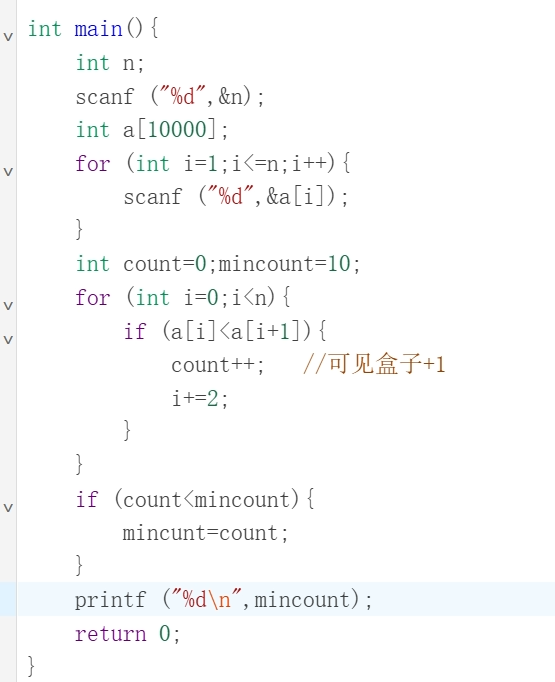 int main(){
int n;
scanf ("%d",&n);
int a[10000];
for (int i=1;i<=n;i++){
scanf ("%d",&a[i]);
}
int count=0;mincount=10;
for (int i=0;i<n){
if (a[i]<a[i+1]){
count++; //可见盒子+1
i+=2;
}
}
if (count<mincount){
mincunt=count;
}
printf ("%d\n",mincount);
return 0;
}